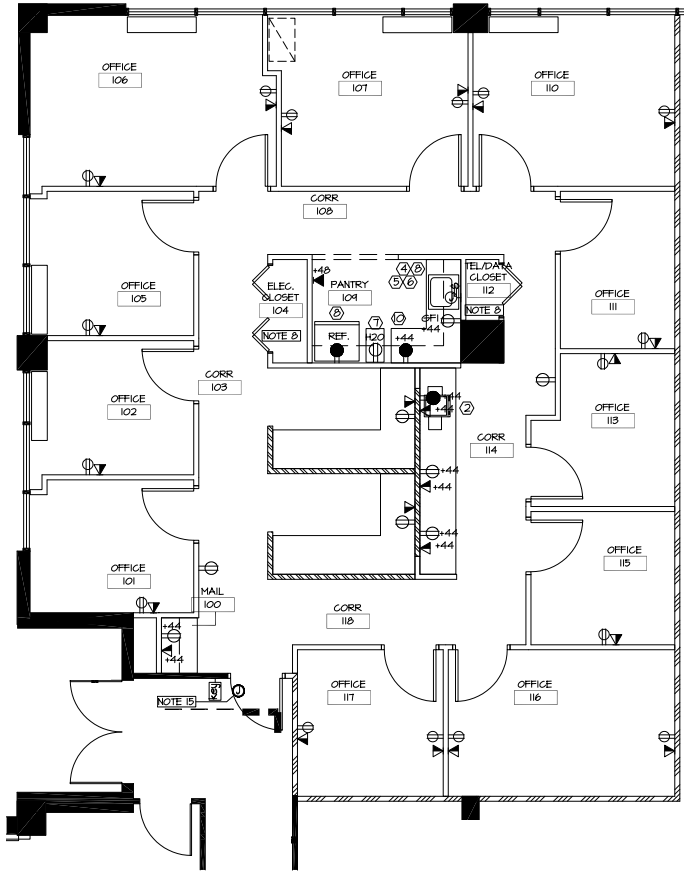 OFFICE
106
OFFICE
107
OFFICE
110
CORR
108
OFFICE
105
ELEC.
CLOSET
104
NOTE 8
+48
PANTRY
109
4
8
5
6
8
7
10
REF.
H2O
+44
GFI
+44
TEL/DATA
CLOSET
112
NOTE 8
OFFICE
111
OFFICE
102
CORR
103
+44
+44
2
CORR
114
OFFICE
113
+44
+44
+44
+44
OFFICE
115
OFFICE
101
MAIL
100
+44
+44
CORR
118
NOTE 15
Key
OFFICE
117
OFFICE
116